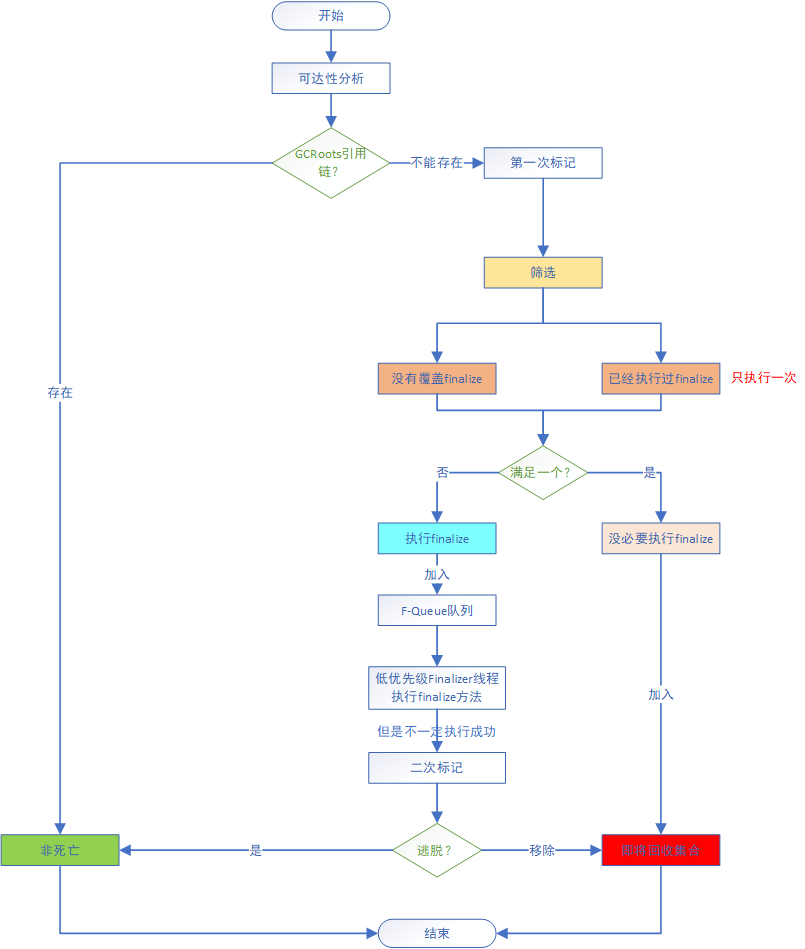 开始
可达性分析
GCRoots引用
链?
不能存在
第一次标记
筛选
存在
没有覆盖finalize
已经执行过finalize
只执行一次
满足一个?
否
是
执行finalize
没必要执行finalize
加入
F-Queue队列
低优先级Finalizer线程
执行finalize方法
加入
但是不一定执行成功
二次标记
非死亡
是
逃脱?
移除
即将回收集合
结束